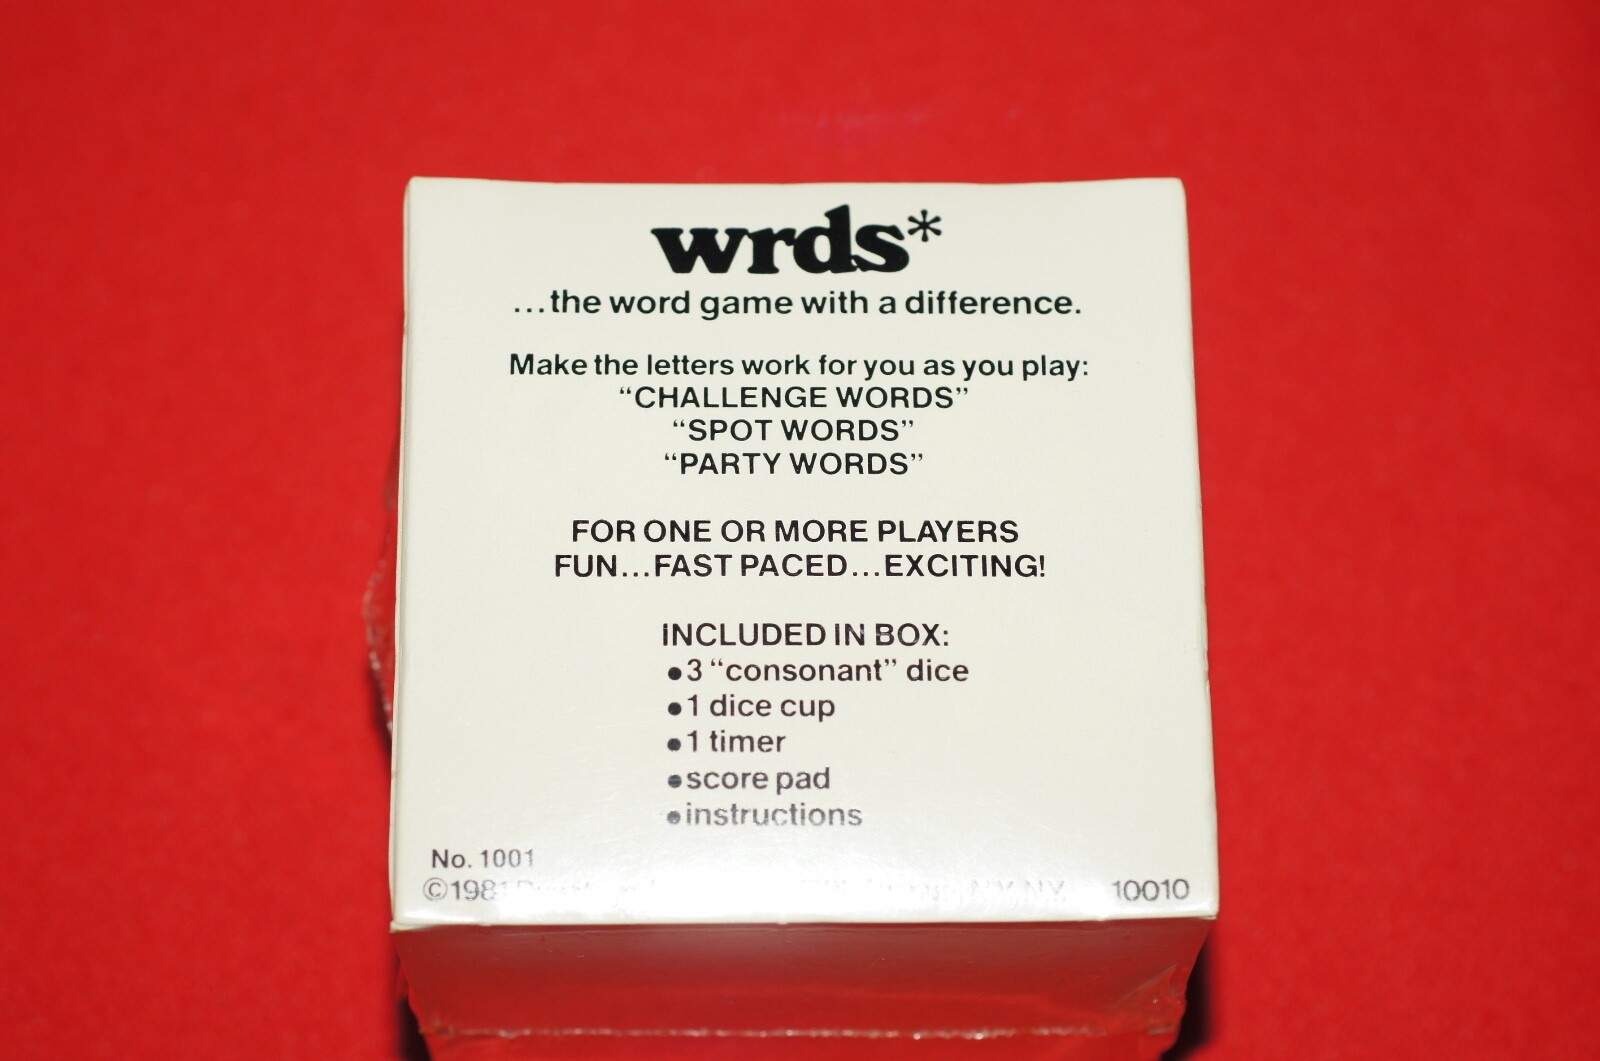 wrds*
...the word game with a difference.
Make the letters work for you as you play:
“CHALLENGE WORDS”
“SPOT WORDS”
“PARTY WORDS”
FOR ONE OR MORE PLAYERS
FUN...FAST PACED...EXCITING!
INCLUDED IN BOX:
●3 “consonant” dice
●1 dice cup
●1 timer
●score pad
●instructions
No. 1001
NY, NY 10010